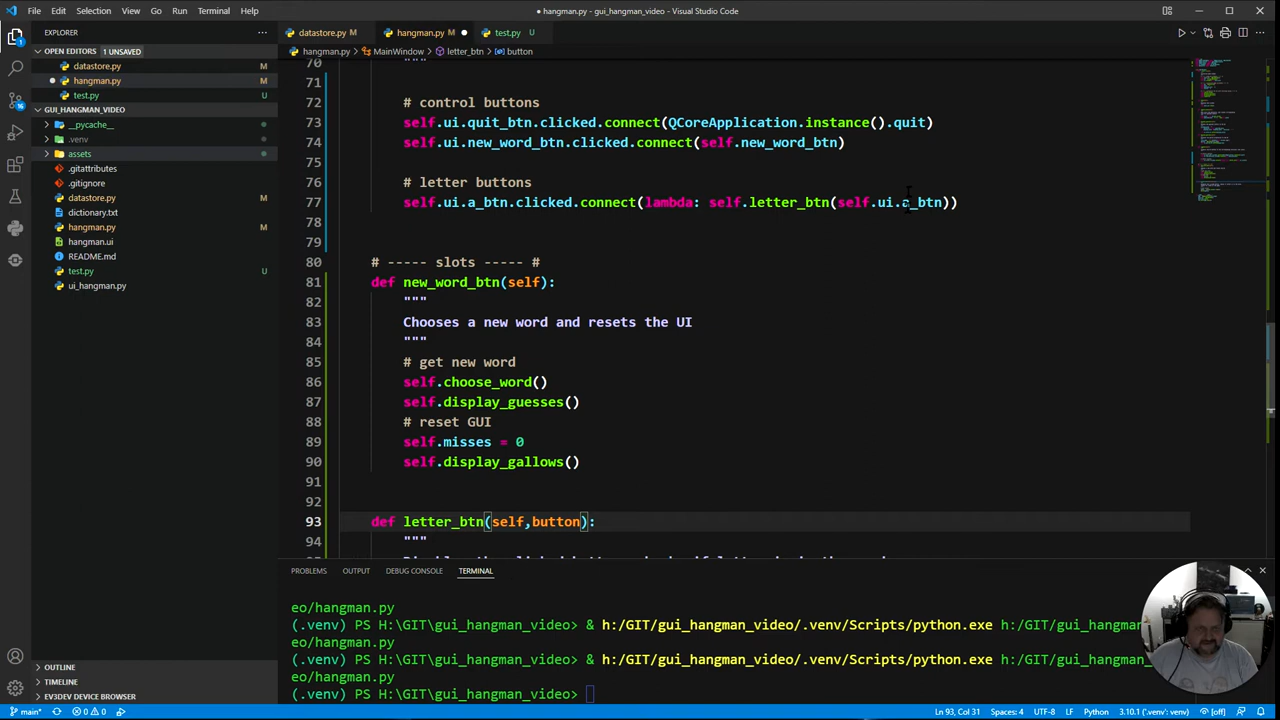 File Edit Selection View Go Run Terminal Help
● hangman.py - gui_hangman_video - Visual Studio Code
EXPLORER
OPEN EDITORS 1 UNSAVED
datastore.py M
hangman.py M
test.py U
GUI_HANGMAN_VIDEO
__pycache__
.venv
assets
.gitattributes
.gitignore
datastore.py M
dictionary.txt
hangman.py M
hangman.ui
README.md
test.py U
ui_hangman.py
OUTLINE
TIMELINE
EV3DEV DEVICE BROWSER
datastore.py M hangman.py M ● test.py U
hangman.py > MainWindow > letter_btn > button
70 """
71
72 # control buttons
73 self.ui.quit_btn.clicked.connect(QCoreApplication.instance().quit)
74 self.ui.new_word_btn.clicked.connect(self.new_word_btn)
75
76 # letter buttons
77 self.ui.a_btn.clicked.connect(lambda: self.letter_btn(self.ui.a_btn))
78
79
80 # ----- slots ----- #
81 def new_word_btn(self):
82 """
83 Chooses a new word and resets the UI
84 """
85 # get new word
86 self.choose_word()
87 self.display_guesses()
88 # reset GUI
89 self.misses = 0
90 self.display_gallows()
91
92
93 def letter_btn(self,button):
94 """
PROBLEMS OUTPUT DEBUG CONSOLE TERMINAL
eo/hangman.py
(.venv) PS H:\GIT\gui_hangman_video> & h:/GIT/gui_hangman_video/.venv/Scripts/python.exe h:/GIT/gui_hangman_vid
eo/hangman.py
(.venv) PS H:\GIT\gui_hangman_video> & h:/GIT/gui_hangman_video/.venv/Scripts/python.exe h:/GIT/gui_hangman
eo/hangman.py
(.venv) PS H:\GIT\gui_hangman_video>
main* 0 0 Ln 93, Col 31 Spaces: 4 UTF-8 LF Python 3.10.1 ('.venv': venv) [off]